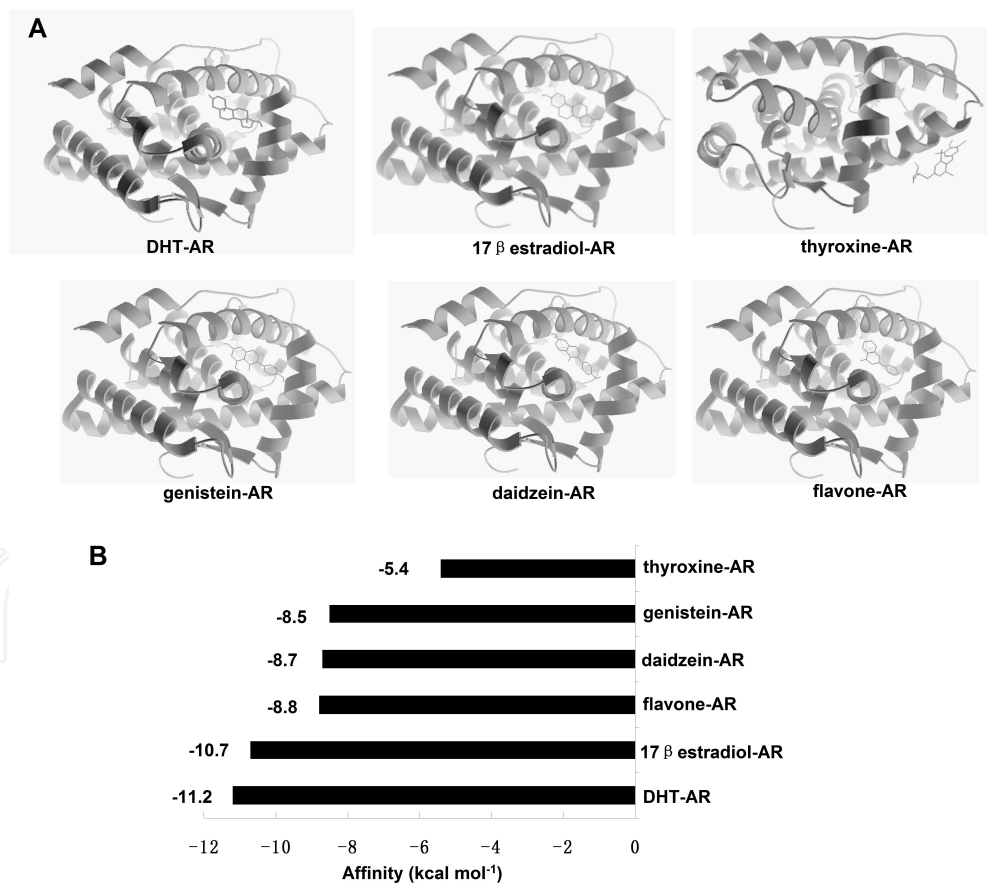 A
DHT-AR
17 β estradiol-AR
thyroxine-AR
genistein-AR
daidzein-AR
flavone-AR
B
-5.4 thyroxine-AR
-8.5 genistein-AR
-8.7 daidzein-AR
-8.8 flavone-AR
-10.7 17 β estradiol-AR
-11.2 DHT-AR
-12 -10 -8 -6 -4 -2 0
Affinity (kcal mol⁻¹)